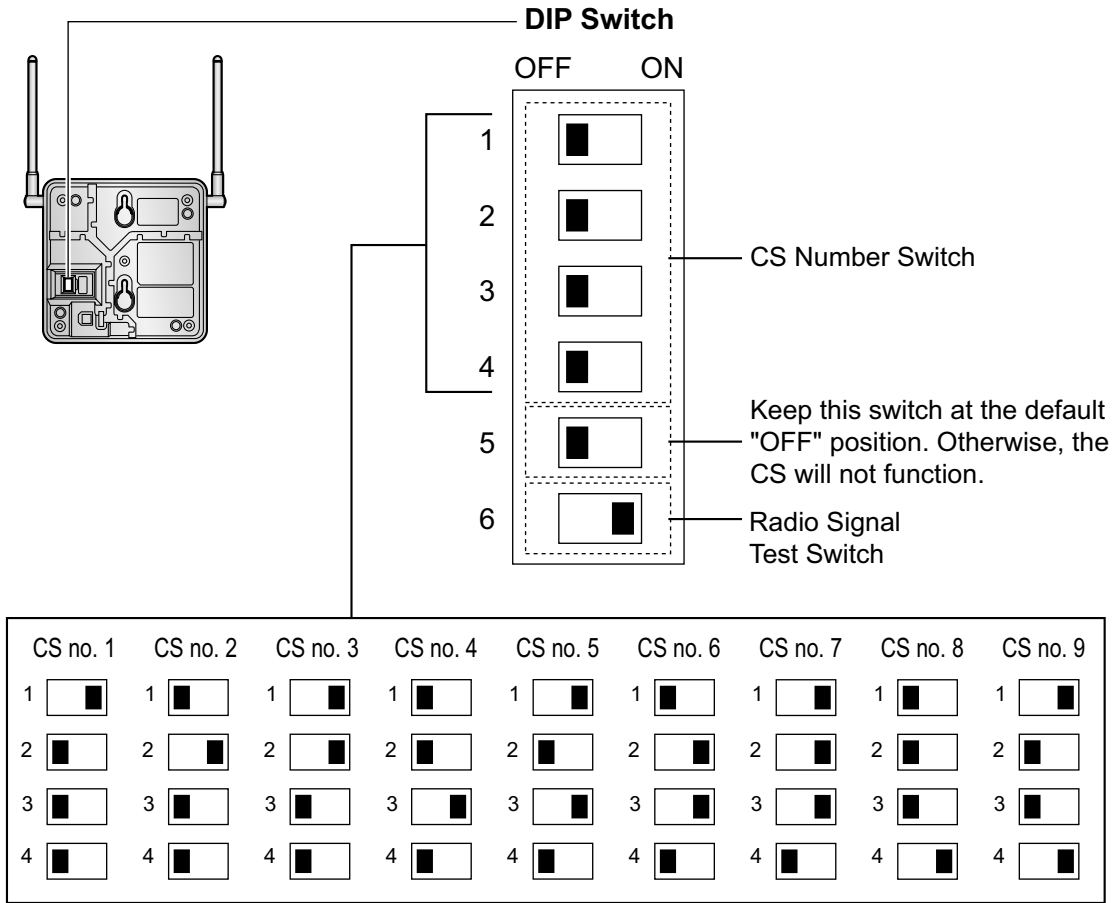 DIP Switch
OFF ON
1
2
3
4
5
6
CS Number Switch
Keep this switch at the default
"OFF" position. Otherwise, the
CS will not function.
Radio Signal
Test Switch
CS no. 1 CS no. 2 CS no. 3 CS no. 4 CS no. 5 CS no. 6 CS no. 7 CS no. 8 CS no. 9
1 1 1 1 1 1 1 1 1
2 2 2 2 2 2 2 2 2
3 3 3 3 3 3 3 3 3
4 4 4 4 4 4 4 4 4